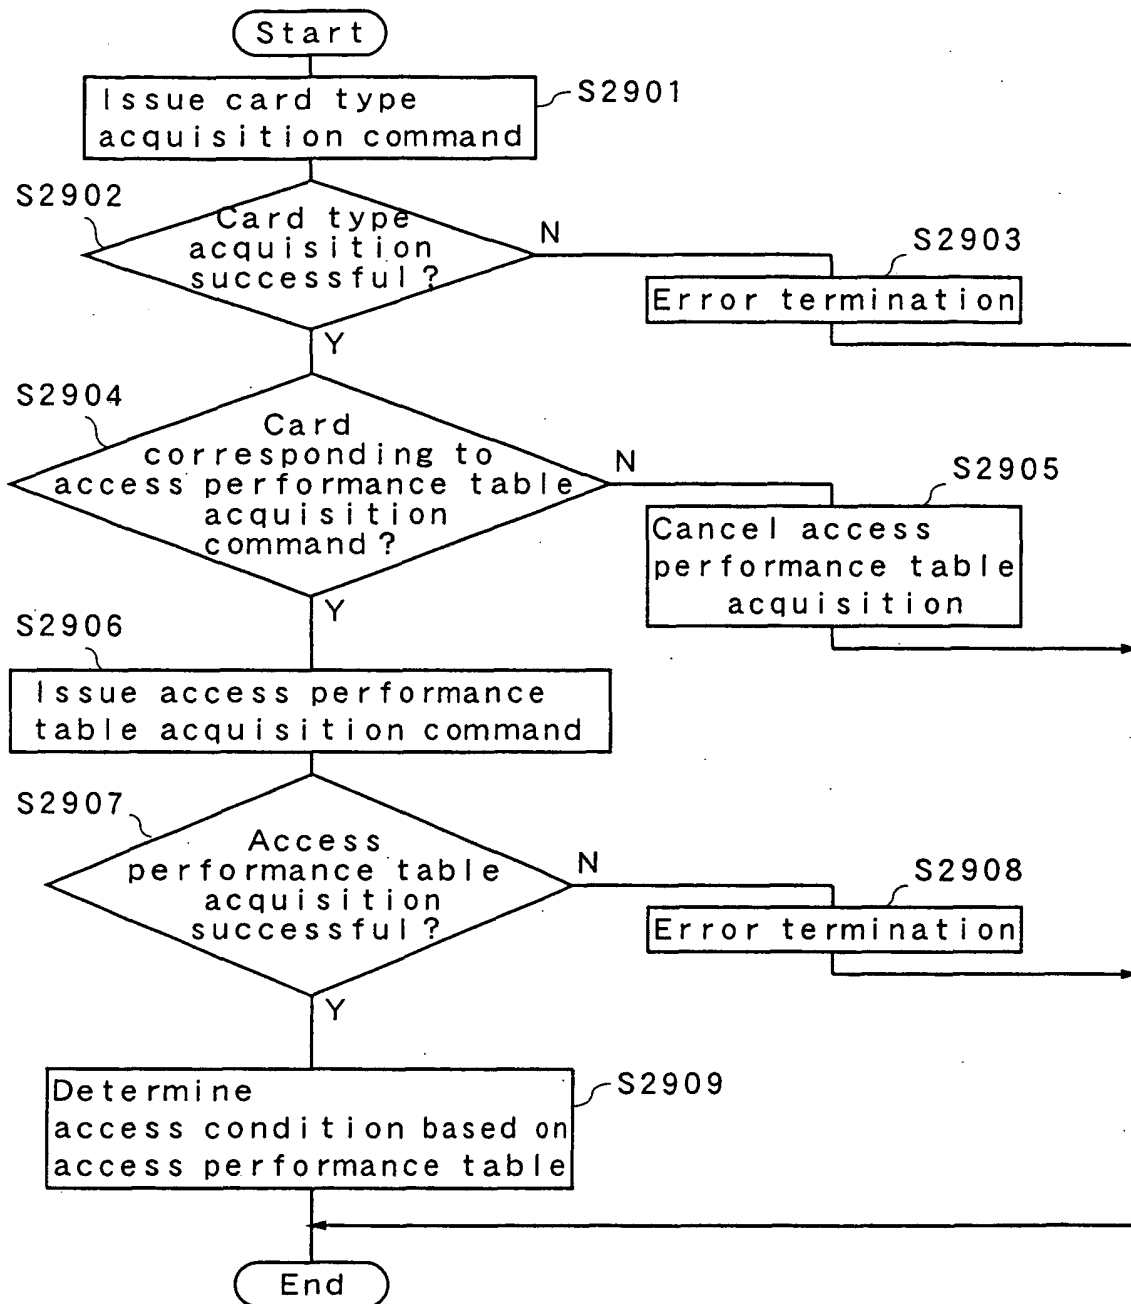 Start
S2901
Issue card type
acquisition command
S2902
Card type
acquisition
successful?
N
S2903
Error termination
Y
S2904
Card
corresponding to
access performance table
acquisition
command?
N
S2905
Cancel access
performance table
acquisition
Y
S2906
Issue access performance
table acquisition command
S2907
Access
performance table
acquisition
successful?
N
S2908
Error termination
Y
S2909
Determine
access condition based on
access performance table
End